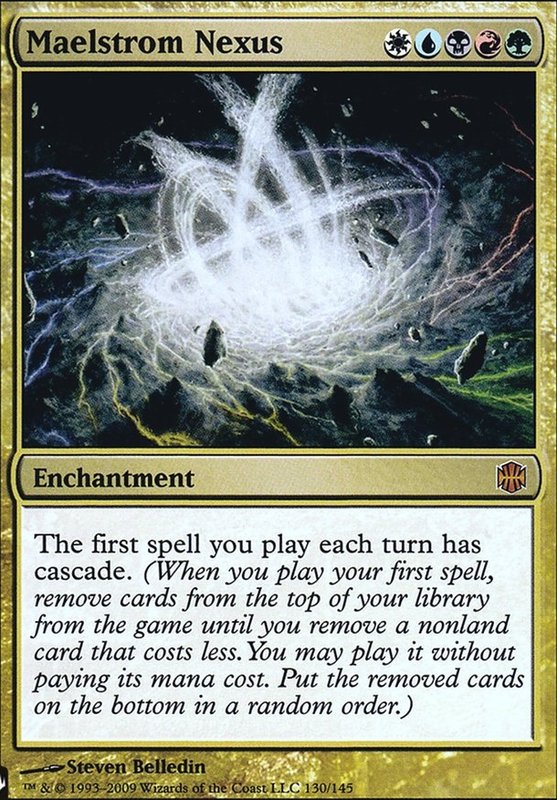 Maelstrom Nexus
Enchantment
The first spell you play each turn has
cascade. (When you play your first spell,
remove cards from the top of your library
from the game until you remove a nonland
card that costs less. You may play it without
paying its mana cost. Put the removed cards
on the bottom in a random order.)
Steven Belledin
™ & © 1993–2009 Wizards of the Coast LLC 130/145